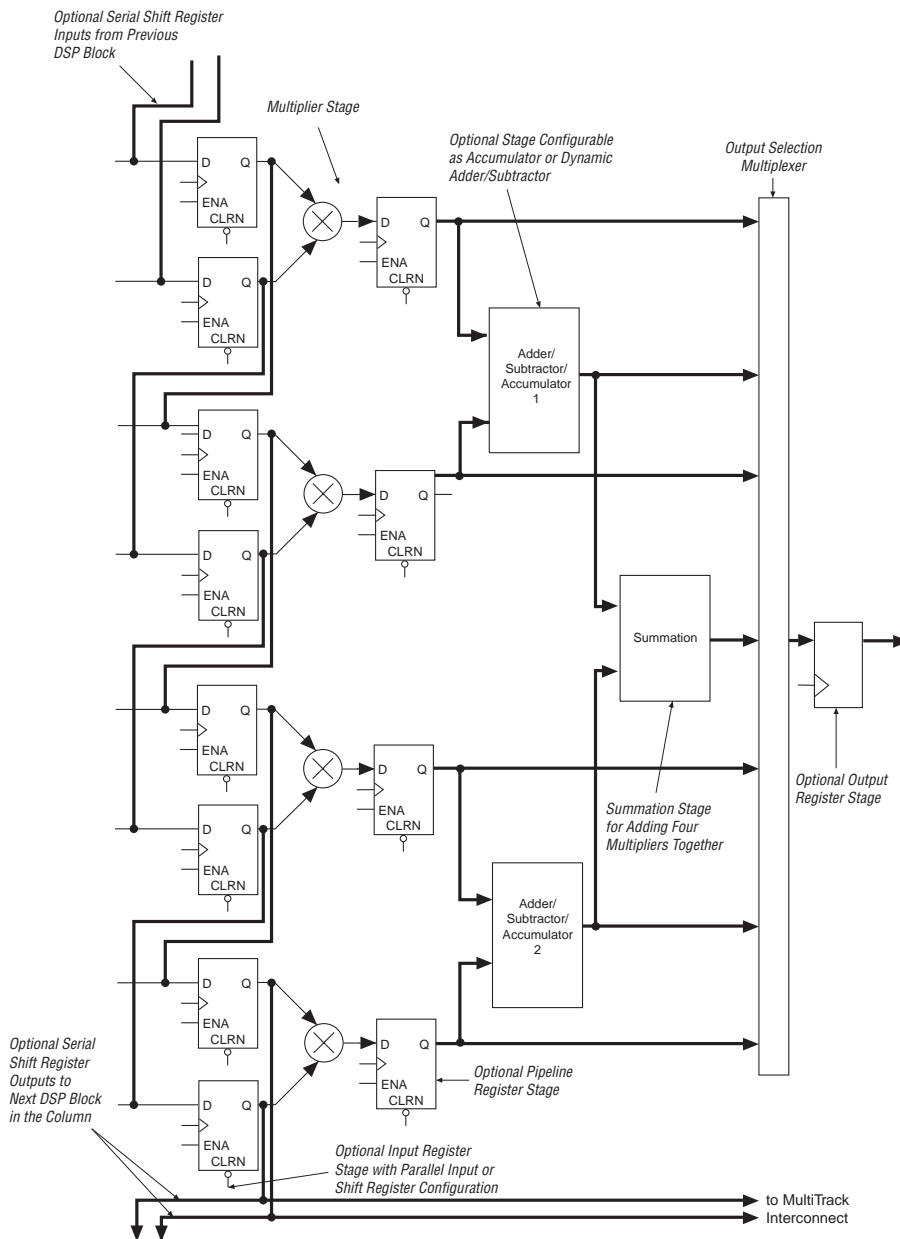 Optional Serial Shift Register
Inputs from Previous
DSP Block
Multiplier Stage
Optional Stage Configurable
as Accumulator or Dynamic
Adder/Subtractor
Output Selection
Multiplexer
D Q
ENA
CLRN
D Q
ENA
CLRN
D Q
ENA
CLRN
Adder/
Subtractor/
Accumulator
1
D Q
ENA
CLRN
D Q
ENA
CLRN
D Q
ENA
CLRN
Summation
D Q
ENA
CLRN
D Q
ENA
CLRN
D Q
ENA
CLRN
Summation Stage
for Adding Four
Multipliers Together
Optional Output
Register Stage
Adder/
Subtractor/
Accumulator
2
D Q
ENA
CLRN
D Q
ENA
CLRN
D Q
ENA
CLRN
Optional Serial
Shift Register
Outputs to
Next DSP Block
in the Column
Optional Pipeline
Register Stage
Optional Input Register
Stage with Parallel Input or
Shift Register Configuration
to MultiTrack
Interconnect